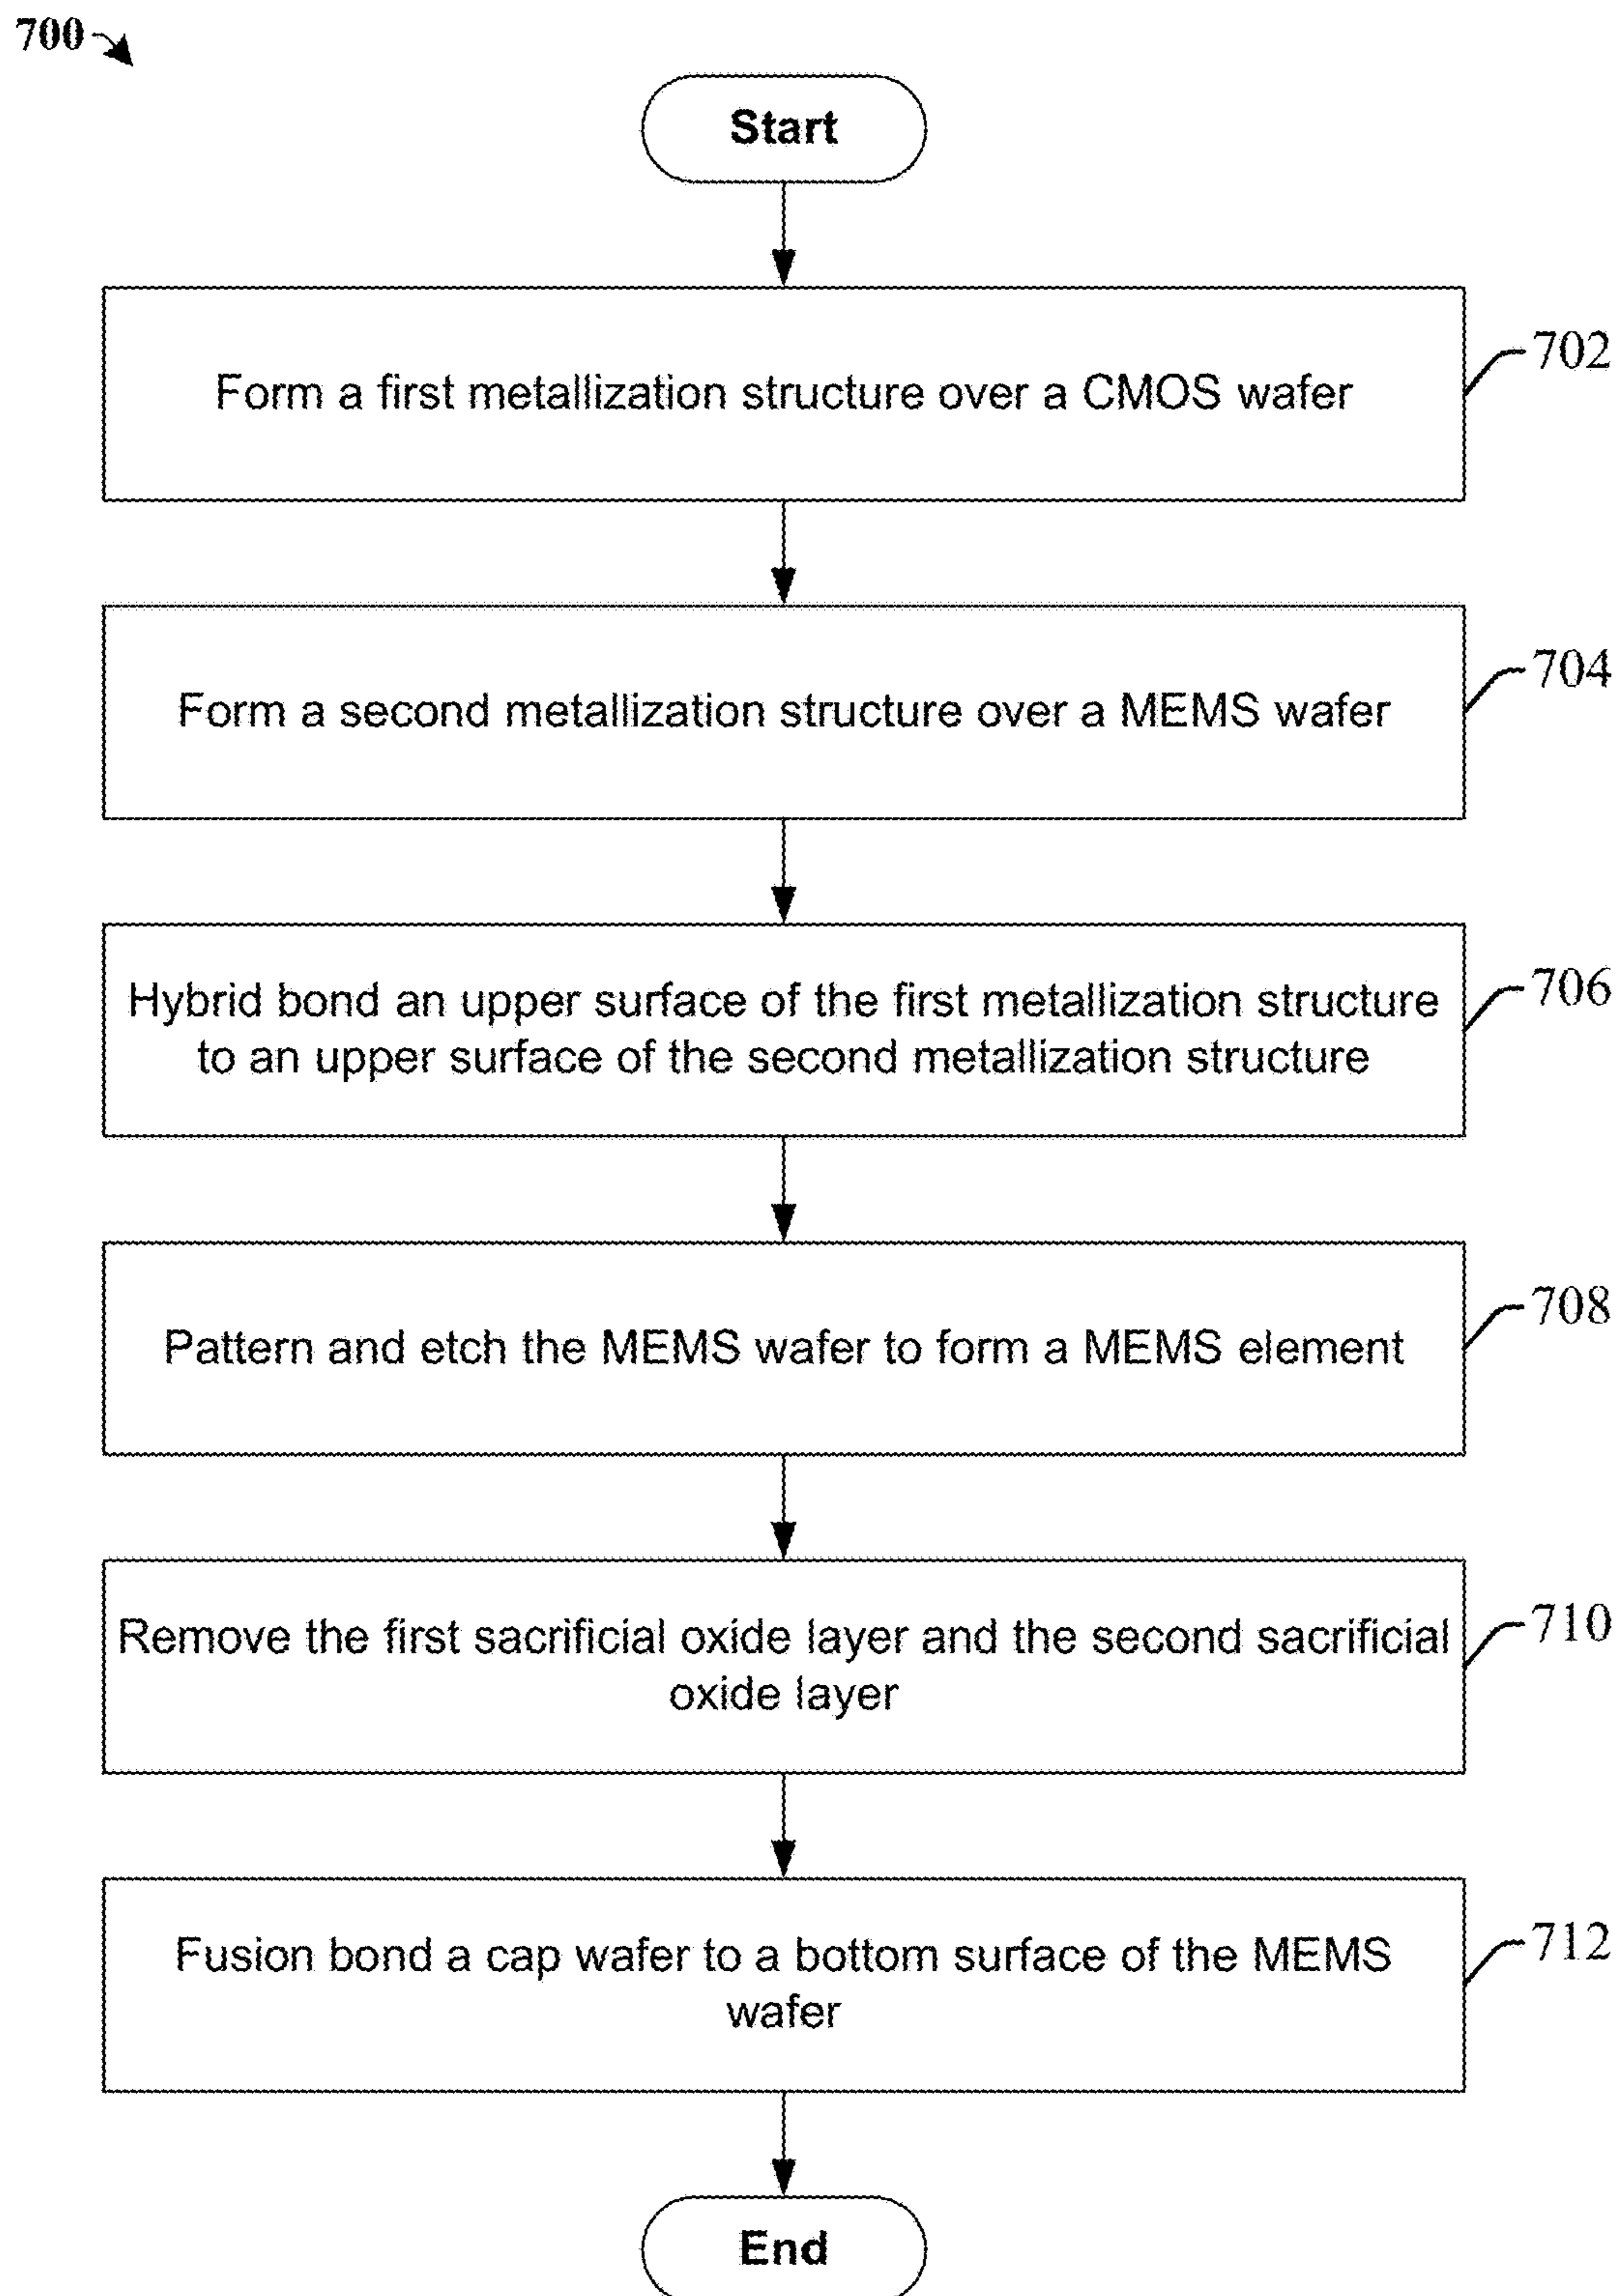 700
Start
Form a first metallization structure over a CMOS wafer
702
Form a second metallization structure over a MEMS wafer
704
Hybrid bond an upper surface of the first metallization structure
to an upper surface of the second metallization structure
706
Pattern and etch the MEMS wafer to form a MEMS element
708
Remove the first sacrificial oxide layer and the second sacrificial
oxide layer
710
Fusion bond a cap wafer to a bottom surface of the MEMS
wafer
712
End